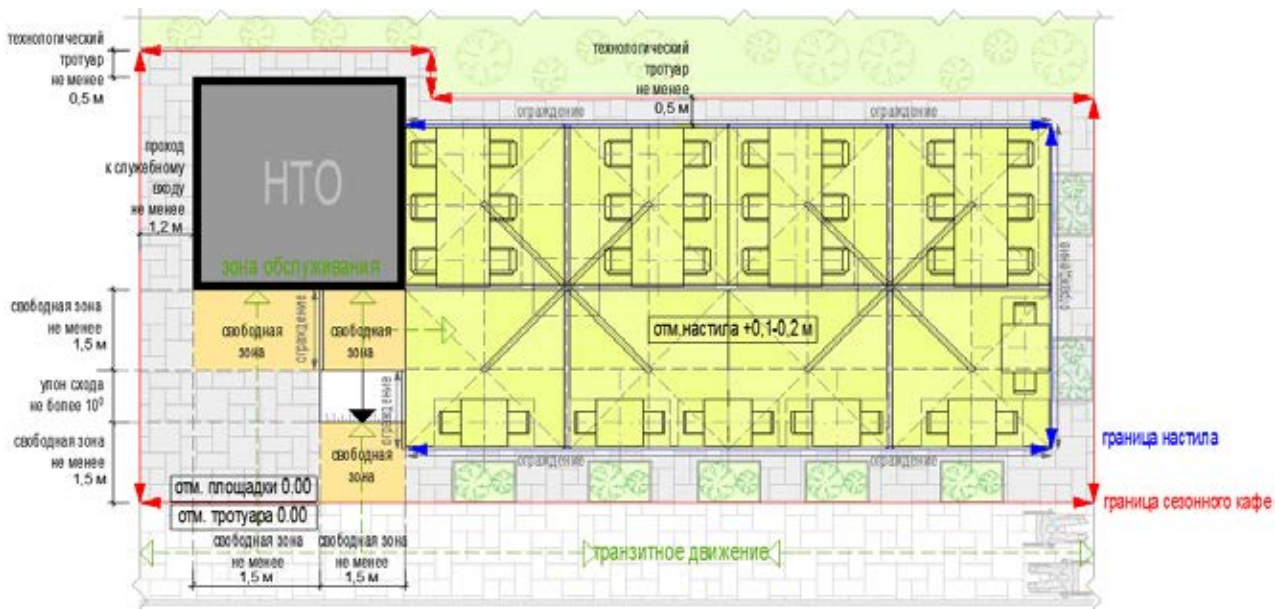 технологический
тротуар
не менее
0,5 м
технологический
тротуар
не менее
0,5 м
ограждение
ограждение
проход
к служебному
входу
не менее
1,2 м
НТО
зона обслуживания
ограждение
свободная зона
не менее
1,5 м
свободная
зона
ограждение
свободная
зона
отм.настила +0,1-0,2 м
уклон схода
не более 10⁰
ограждение
свободная зона
не менее
1,5 м
свободная
зона
ограждение
ограждение
граница настила
отм. площадки 0.00
отм. тротуара 0.00
граница сезонного кафе
свободная зона
не менее
1,5 м
свободная зона
не менее
1,5 м
транзитное движение